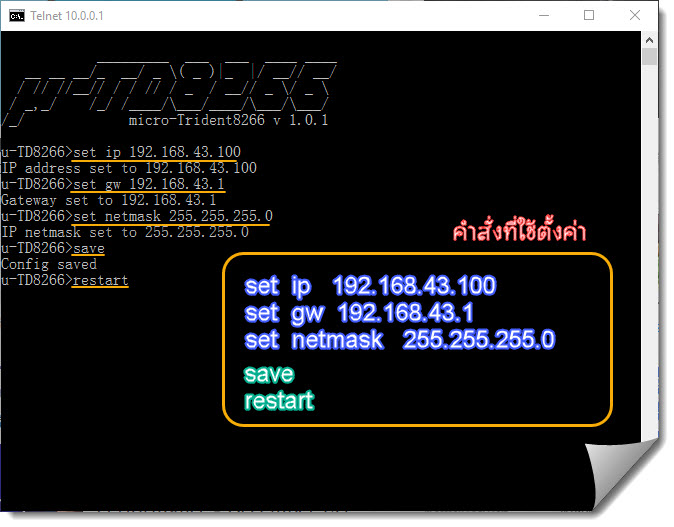 Telnet 10.0.0.1
µ-TD8266
micro-Trident8266 v 1.0.1
u-TD8266>set ip 192.168.43.100
IP address set to 192.168.43.100
u-TD8266>set gw 192.168.43.1
Gateway set to 192.168.43.1
u-TD8266>set netmask 255.255.255.0
IP netmask set to 255.255.255.0
u-TD8266>save
Config saved
u-TD8266>restart
คำสั่งที่ใช้ตั้งค่า
set ip 192.168.43.100
set gw 192.168.43.1
set netmask 255.255.255.0
save
restart